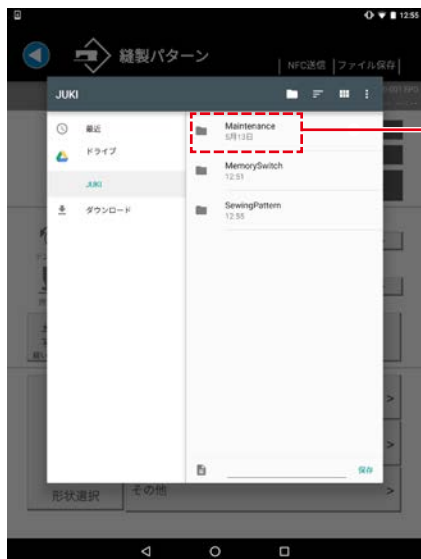 12:55
縫製パターン
NFC送信
ファイル保存
JUKI
最近
ドライブ
JUKI
ダウンロード
Maintenance
5月13日
MemorySwitch
12:51
SewingPattern
12:55
保存
形状選択
その他